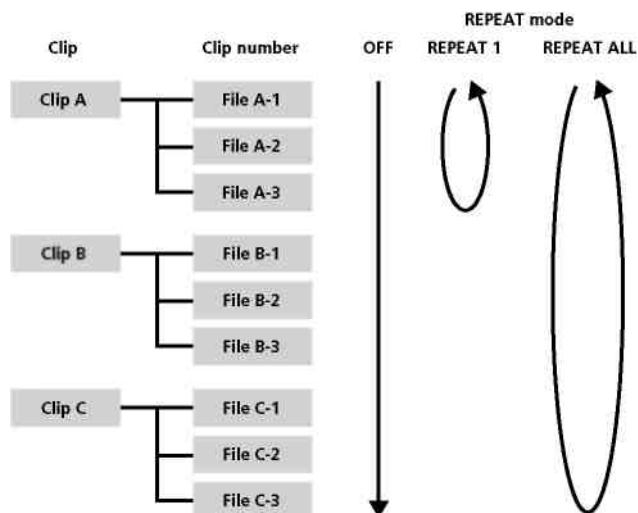 REPEAT mode
Clip Clip number OFF REPEAT 1 REPEAT ALL
Clip A File A-1
File A-2
File A-3
Clip B File B-1
File B-2
File B-3
Clip C File C-1
File C-2
File C-3